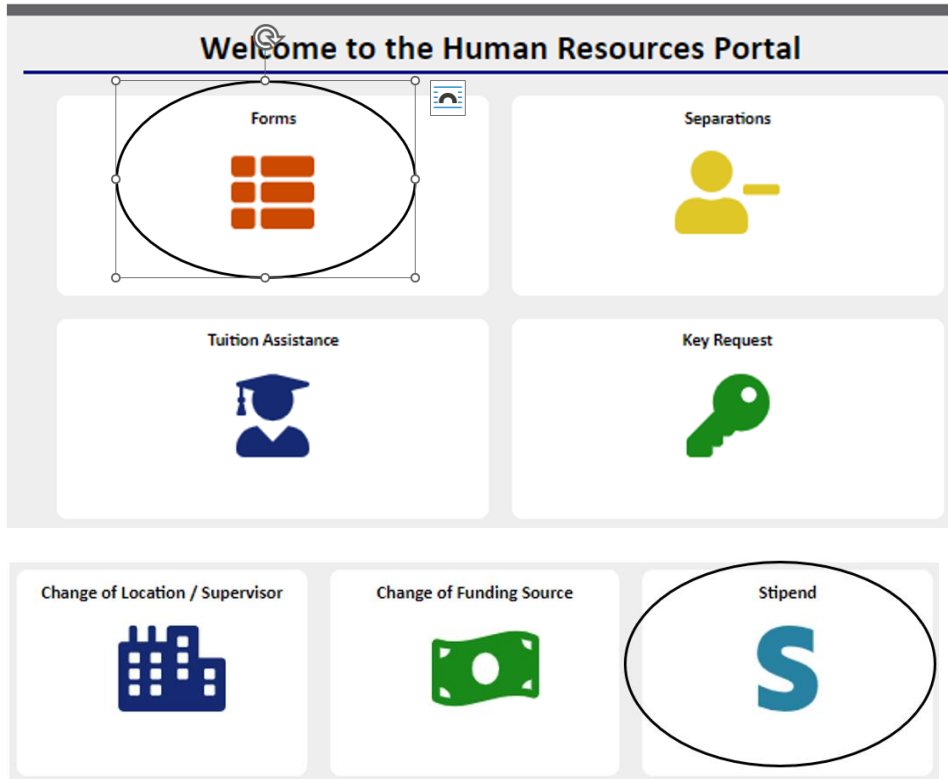 Welcome to the Human Resources Portal
Forms
Separations
Tuition Assistance
Key Request
Change of Location / Supervisor
Change of Funding Source
Stipend
S